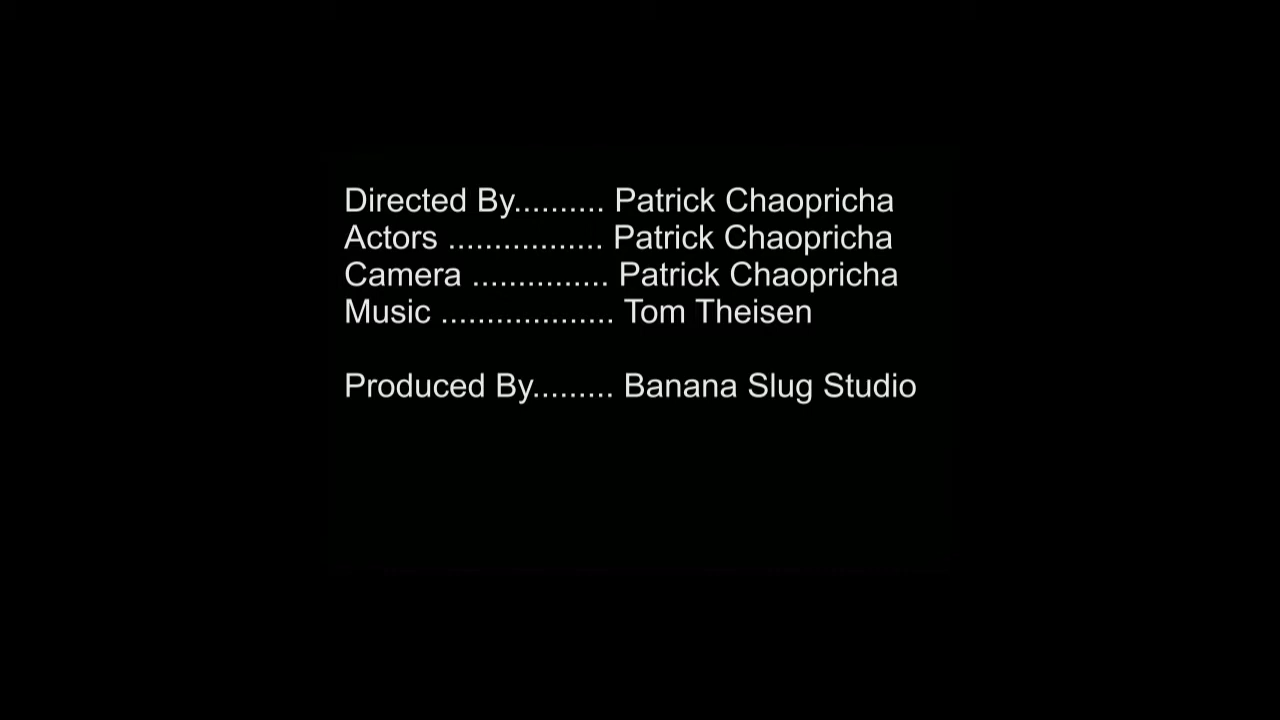 Directed By.......... Patrick Chaopricha
Actors ................. Patrick Chaopricha
Camera ............... Patrick Chaopricha
Music ................... Tom Theisen
Produced By......... Banana Slug Studio